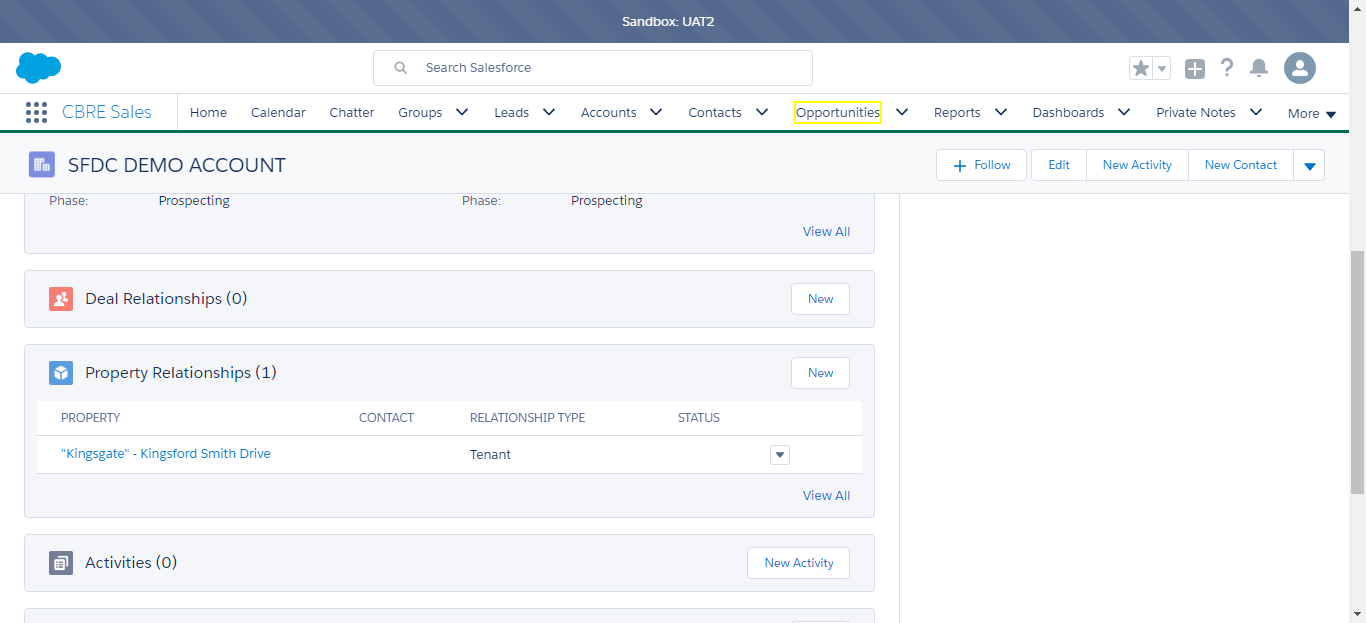 Sandbox: UAT2
Search Salesforce
CBRE Sales Home Calendar Chatter Groups Leads Accounts Contacts Opportunities Reports Dashboards Private Notes More
SFDC DEMO ACCOUNT
Follow Edit New Activity New Contact
Phase: Prospecting Phase: Prospecting
View All
Deal Relationships (0) New
Property Relationships (1) New
PROPERTY CONTACT RELATIONSHIP TYPE STATUS
"Kingsgate" - Kingsford Smith Drive Tenant
View All
Activities (0) New Activity